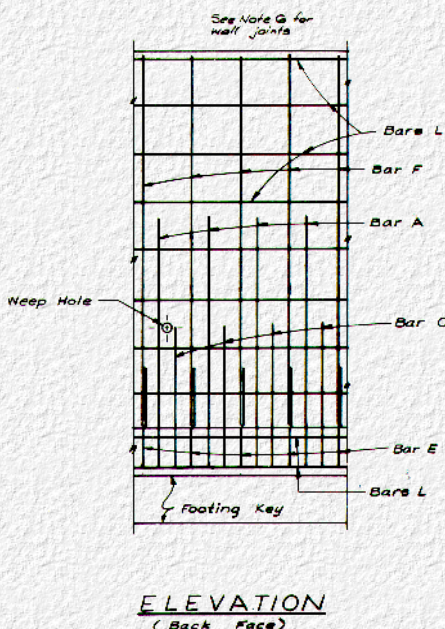 See Note G for
wall joints
Bars L
Bar F
Bar A
Weep Hole
Bar C
Bar E
Bars L
Footing Key
ELEVATION
(Back Face)